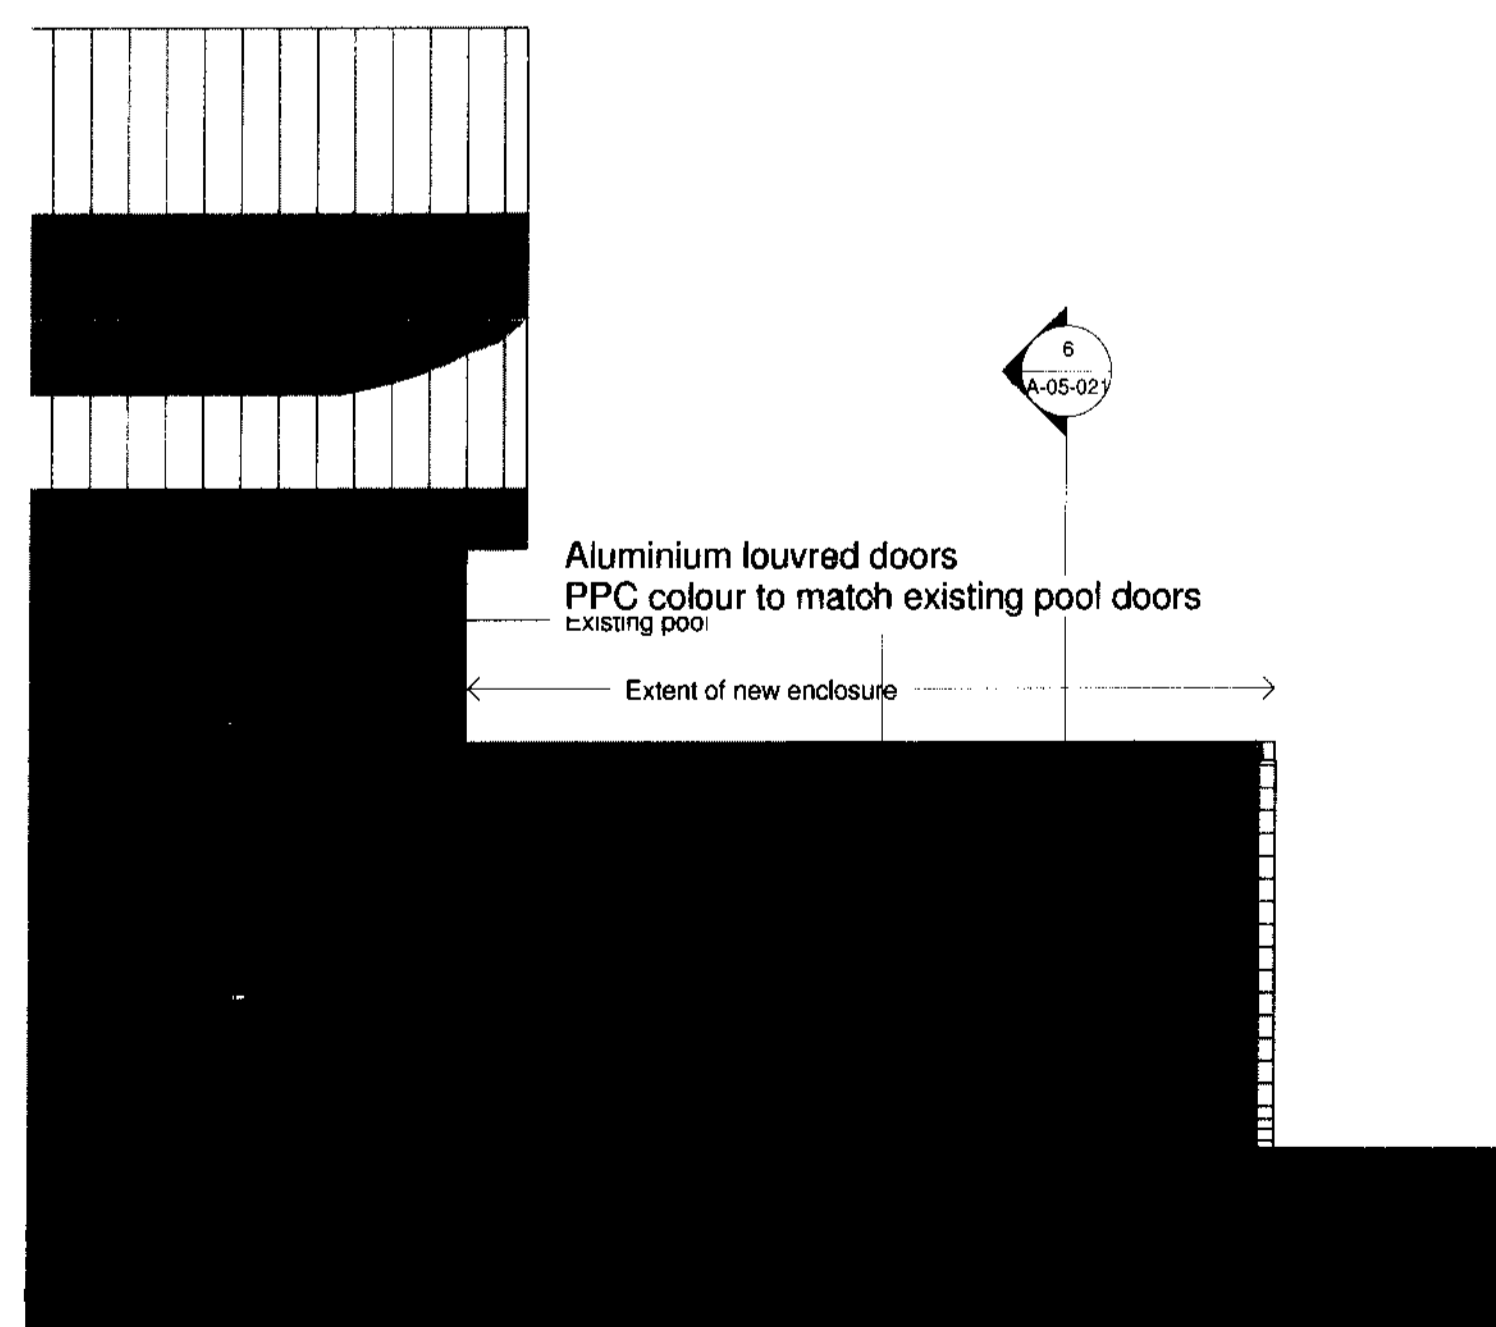 6
A-05-021
Aluminium louvred doors
PPC colour to match existing pool doors
Existing pool
Extent of new enclosure